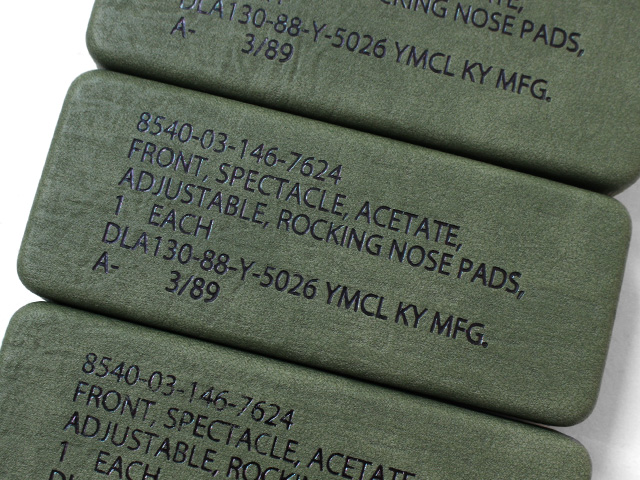 ROCKING NOSE PADS,
DLA130-88-Y-5026 YMCL KY MFG.
A- 3/89
8540-03-146-7624
FRONT, SPECTACLE, ACETATE,
ADJUSTABLE, ROCKING NOSE PADS,
1 EACH
DLA130-88-Y-5026 YMCL KY MFG.
A- 3/89
8540-03-146-7624
FRONT, SPECTACLE, ACETATE
ADJUSTABLE, ROCKING
1 EACH